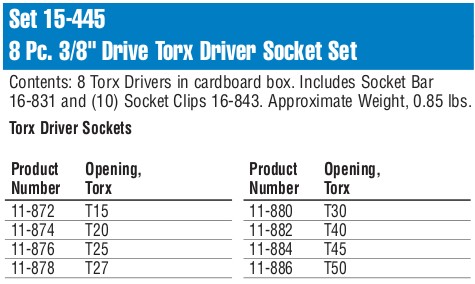 Set 15-445
8 Pc. 3/8" Drive Torx Driver Socket Set
Contents: 8 Torx Drivers in cardboard box. Includes Socket Bar
16-831 and (10) Socket Clips 16-843. Approximate Weight, 0.85 lbs.
Torx Driver Sockets
Product Number Opening, Torx
11-872 T15
11-874 T20
11-876 T25
11-878 T27
Product Number Opening, Torx
11-880 T30
11-882 T40
11-884 T45
11-886 T50